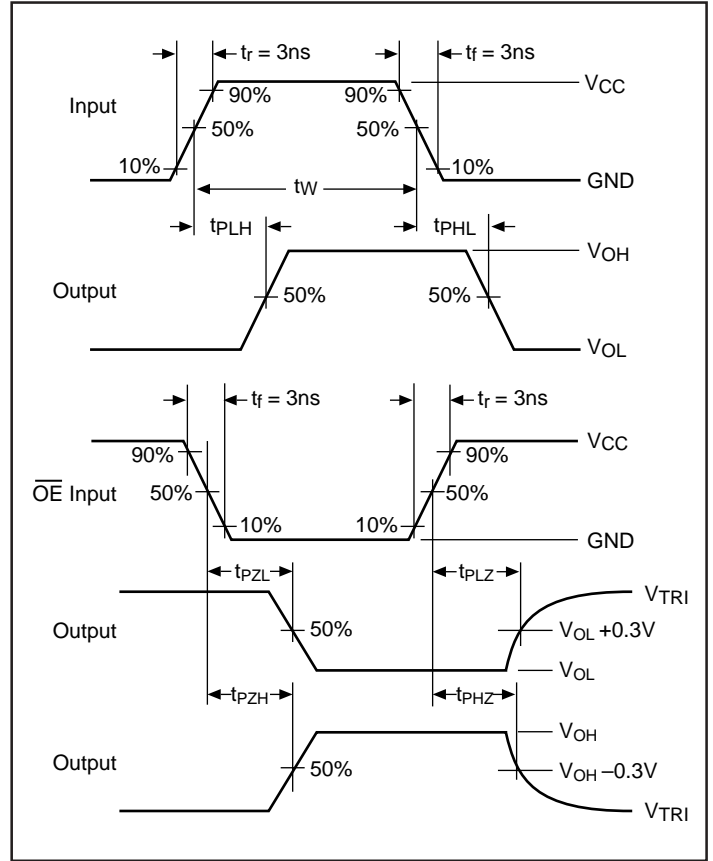 tr = 3ns tf = 3ns
VCC
90% 90%
Input
50% 50%
10% 10%
GND
tW
tPLH tPHL
VOH
Output
50% 50%
VOL
tf = 3ns tr = 3ns
VCC
90% 90%
OE Input
50% 50%
10% 10%
GND
tPZL tPLZ
VTRI
Output
50%
VOL +0.3V
VOL
tPZH tPHZ
VOH
Output
50%
VOH –0.3V
VTRI